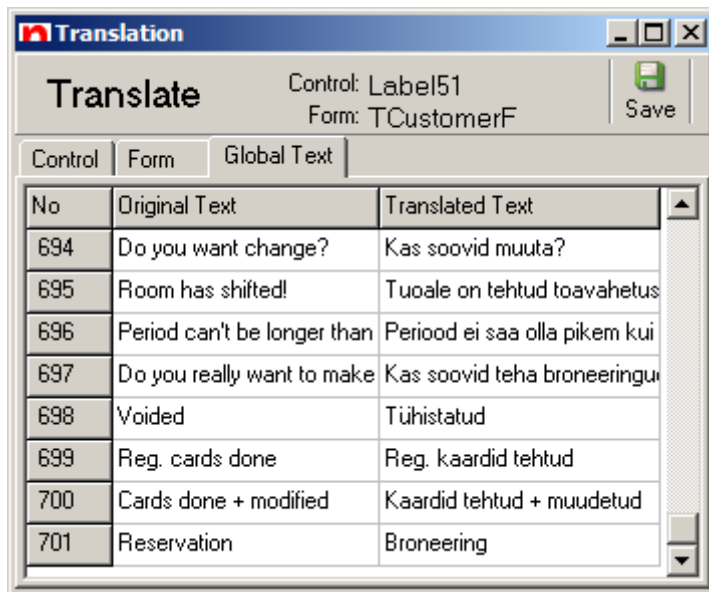 Translation
Translate
Control: Label51
Form: TCustomerF
Save
Control Form Global Text
No Original Text Translated Text
694 Do you want change? Kas soovid muuta?
695 Room has shifted! Tuoale on tehtud toavahetus
696 Period can't be longer than Periood ei saa olla pikem kui
697 Do you really want to make Kas soovid teha broneeringu
698 Voided Tühistatud
699 Reg. cards done Reg. kaardid tehtud
700 Cards done + modified Kaardid tehtud + muudetud
701 Reservation Broneering